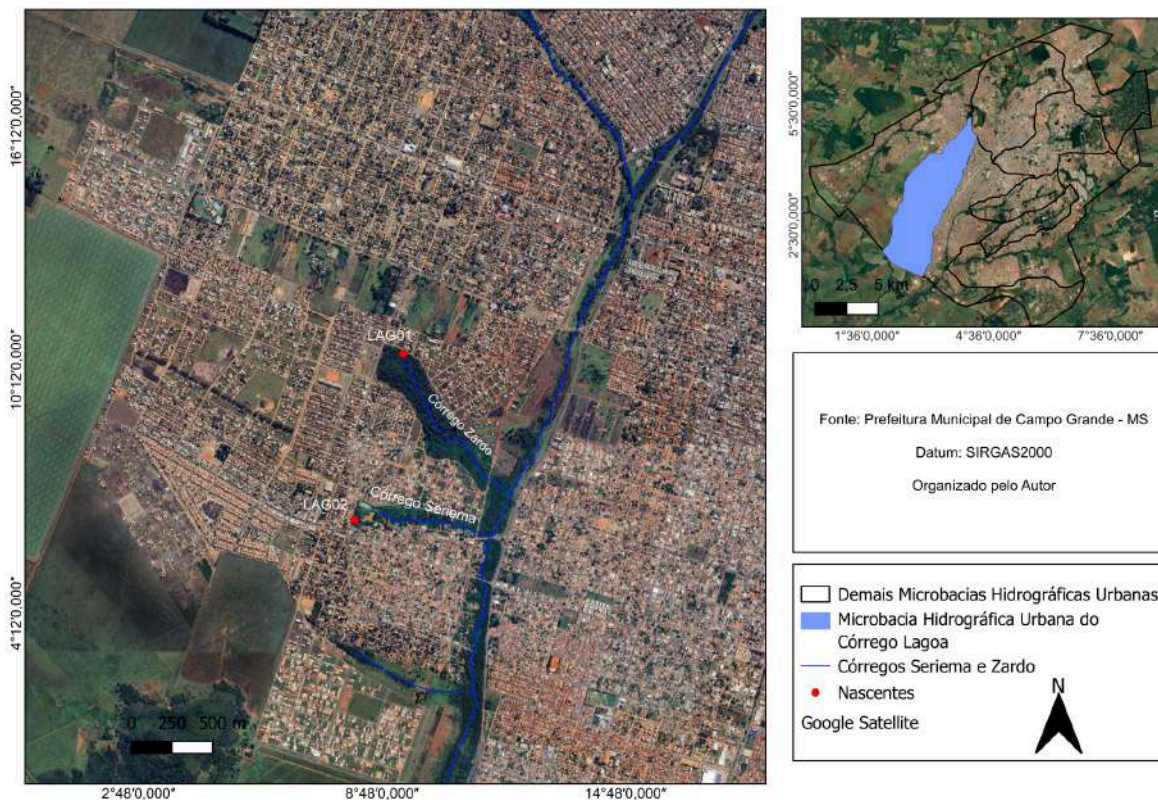 LAG01
Córrego Zardo
Córrego Seriema
LAG02
0 250 500 m
16°12'0,000"
10°12'0,000"
4°12'0,000"
2°48'0,000"
8°48'0,000"
14°48'0,000"
5°30'0,000"
2°30'0,000"
0 2,5 5 km
1°36'0,000"
4°36'0,000"
7°36'0,000"
Fonte: Prefeitura Municipal de Campo Grande - MS
Datum: SIRGAS2000
Organizado pelo Autor
Demais Microbacias Hidrográficas Urbanas
Microbacia Hidrográfica Urbana do
Córrego Lagoa
Córregos Seriema e Zardo
Nascentes
Google Satellite
N